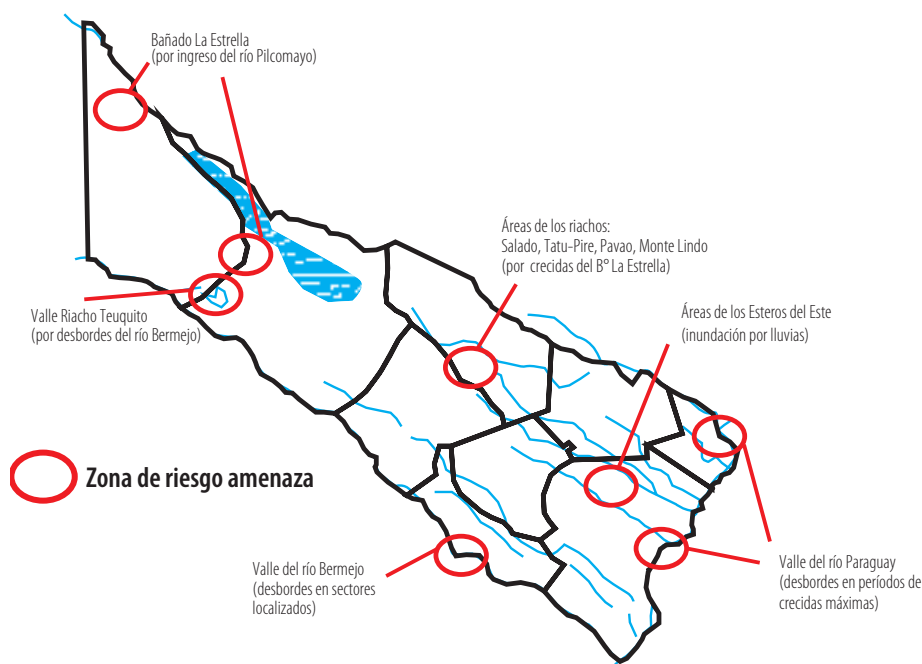 Bañado La Estrella
(por ingreso del río Pilcomayo)
Áreas de los riachos:
Salado, Tatu-Pire, Pavao, Monte Lindo
(por crecidas del B° La Estrella)
Áreas de los Esteros del Este
(inundación por lluvias)
Valle Riacho Teuquito
(por desbordes del río Bermejo)
Zona de riesgo amenaza
Valle del río Bermejo
(desbordes en sectores
localizados)
Valle del río Paraguay
(desbordes en períodos de
crecidas máximas)